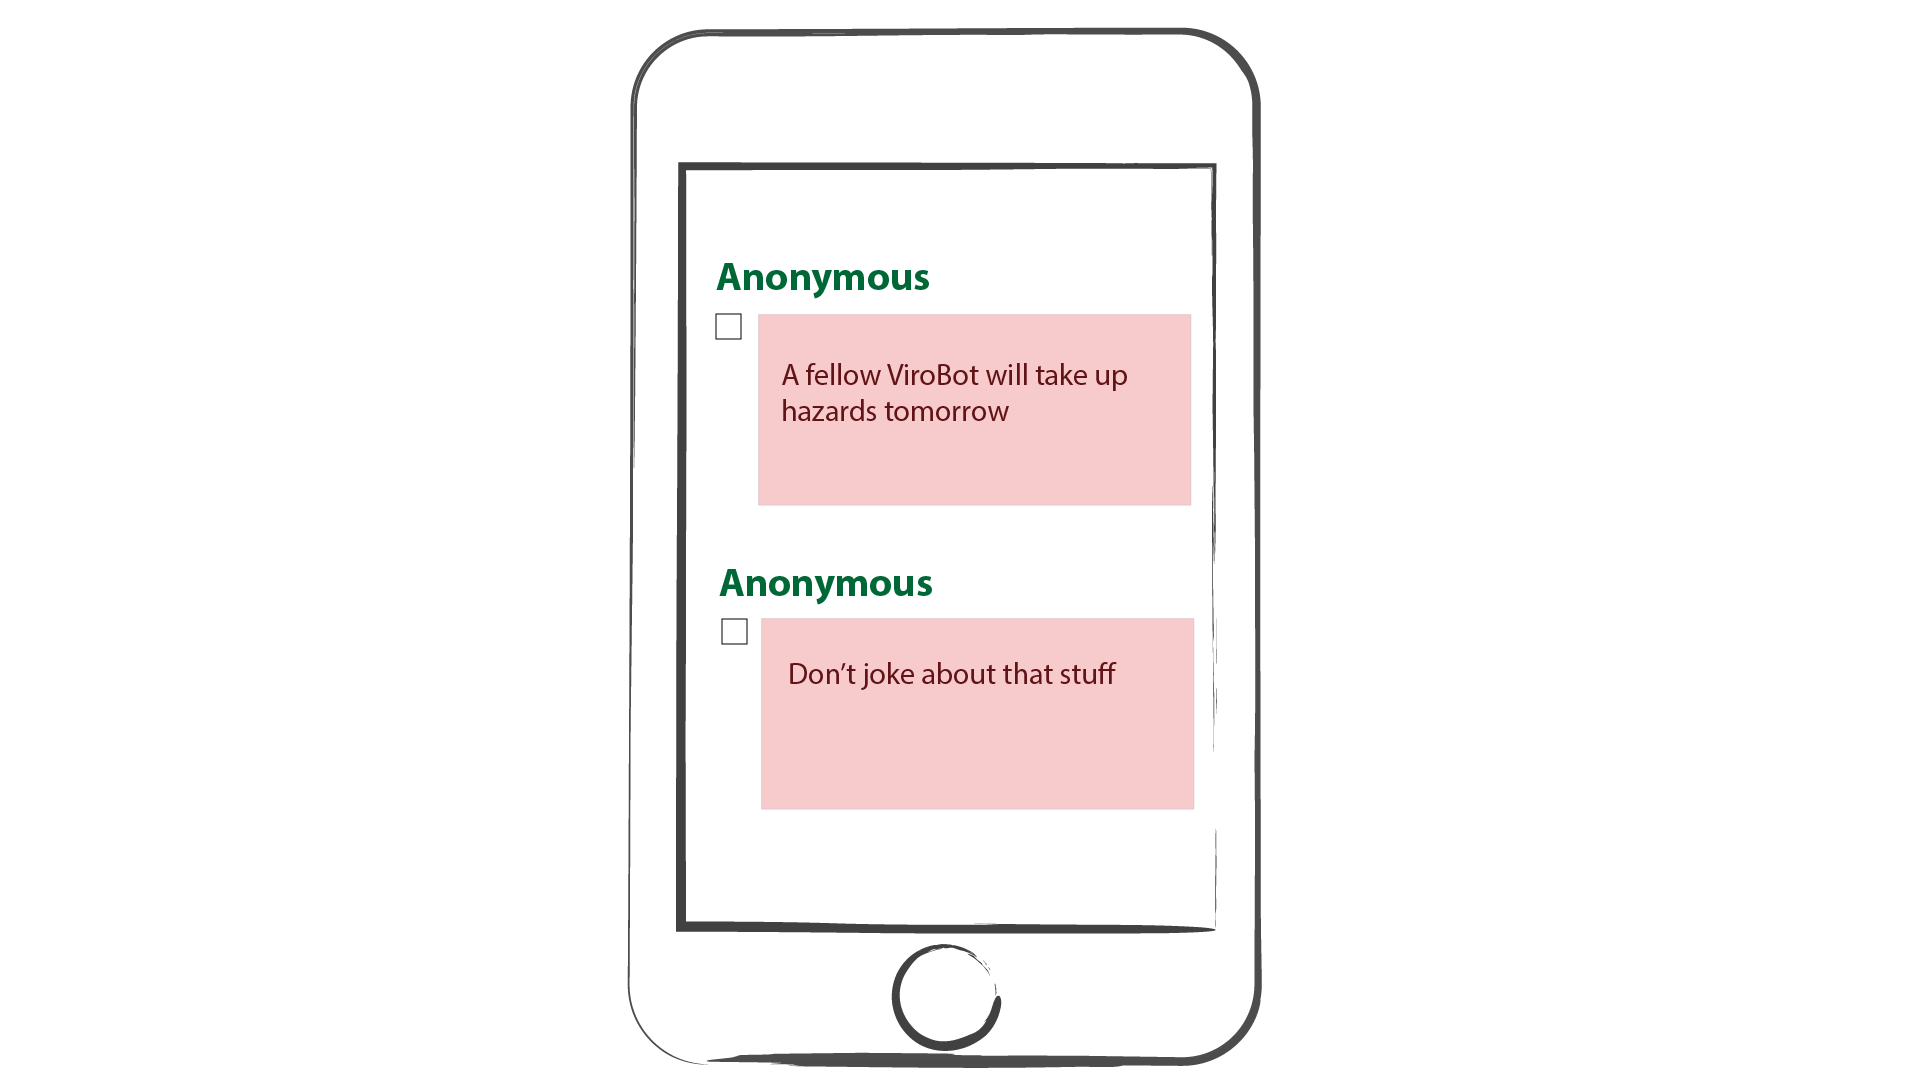 Anonymous
A fellow ViroBot will take up
hazards tomorrow
Anonymous
Don’t joke about that stuff